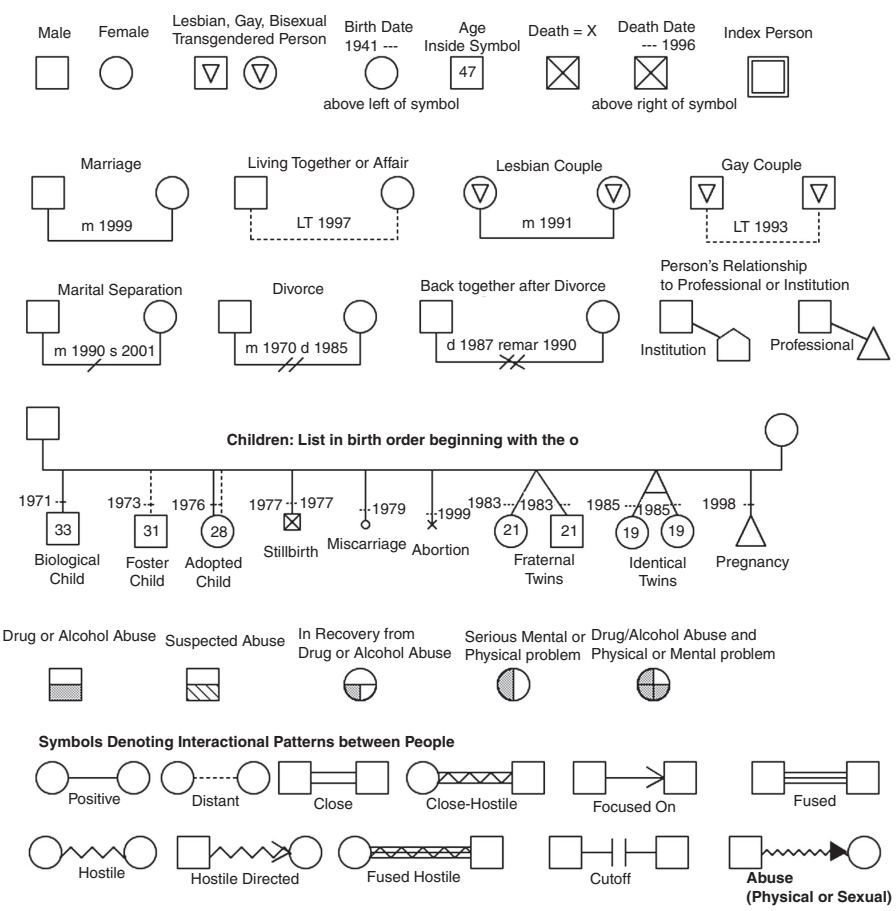 Male
Female
Lesbian, Gay, Bisexual
Transgendered Person
Birth Date
1941 ---
above left of symbol
Age
Inside Symbol
47
Death = X
Death Date
--- 1996
above right of symbol
Index Person
Marriage
m 1999
Living Together or Affair
LT 1997
Lesbian Couple
m 1991
Gay Couple
LT 1993
Marital Separation
m 1990 s 2001
Divorce
m 1970 d 1985
Back together after Divorce
d 1987 remar 1990
Person's Relationship
to Professional or Institution
Institution
Professional
Children: List in birth order beginning with the o
1971
33
Biological
Child
1973
31
Foster
Child
1976
28
Adopted
Child
1977
1977
Stillbirth
1979
Miscarriage
1999
Abortion
1983
1983
21
21
Fraternal
Twins
1985
1985
19
19
Identical
Twins
1998
Pregnancy
Drug or Alcohol Abuse
Suspected Abuse
In Recovery from
Drug or Alcohol Abuse
Serious Mental or
Physical problem
Drug/Alcohol Abuse and
Physical or Mental problem
Symbols Denoting Interactional Patterns between People
Positive
Distant
Close
Close-Hostile
Focused On
Fused
Hostile
Hostile Directed
Fused Hostile
Cutoff
Abuse
(Physical or Sexual)